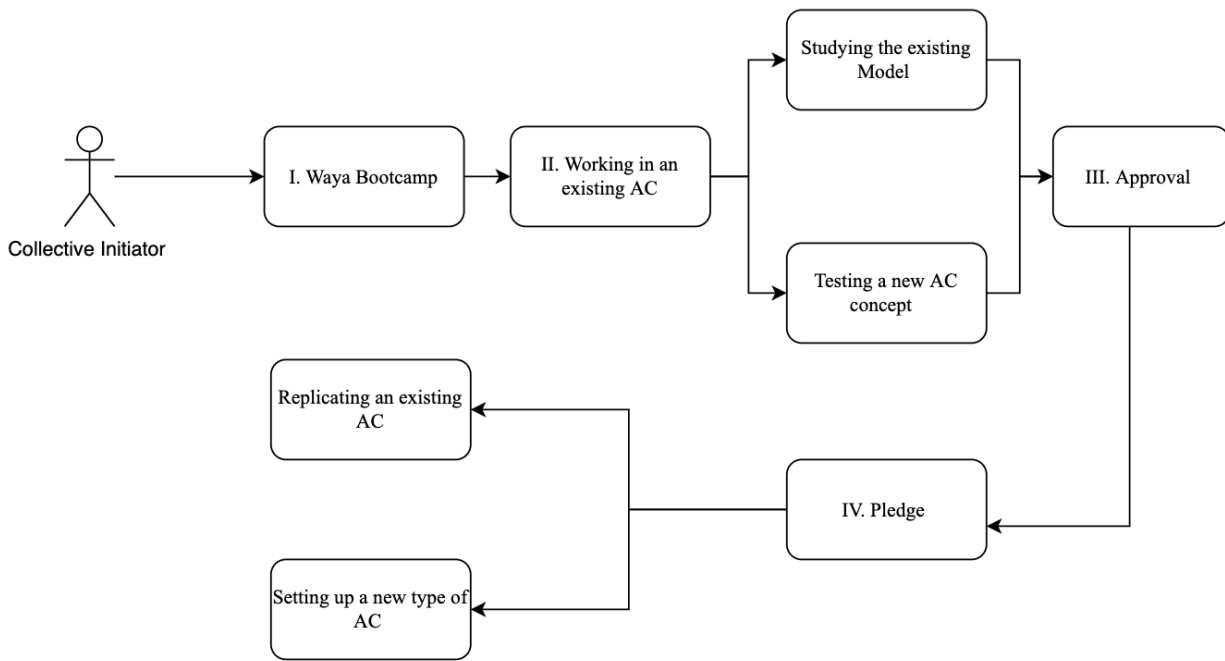 Collective Initiator
I. Waya Bootcamp
II. Working in an
existing AC
Studying the existing
Model
Testing a new AC
concept
III. Approval
IV. Pledge
Replicating an existing
AC
Setting up a new type of
AC